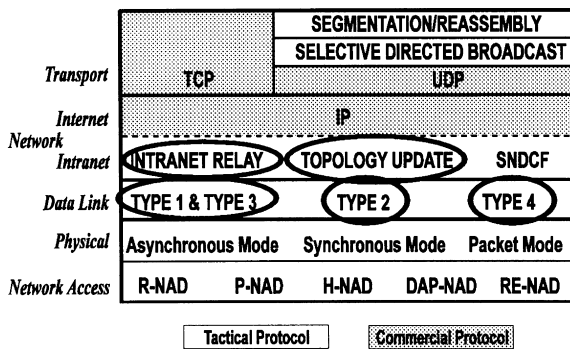 SEGMENTATION/REASSEMBLY
SELECTIVE DIRECTED BROADCAST
Transport TCP UDP
Internet IP
Network
Intranet INTRANET RELAY TOPOLOGY UPDATE SNDCF
Data Link TYPE 1 & TYPE 3 TYPE 2 TYPE 4
Physical Asynchronous Mode Synchronous Mode Packet Mode
Network Access R-NAD P-NAD H-NAD DAP-NAD RE-NAD
Tactical Protocol Commercial Protocol